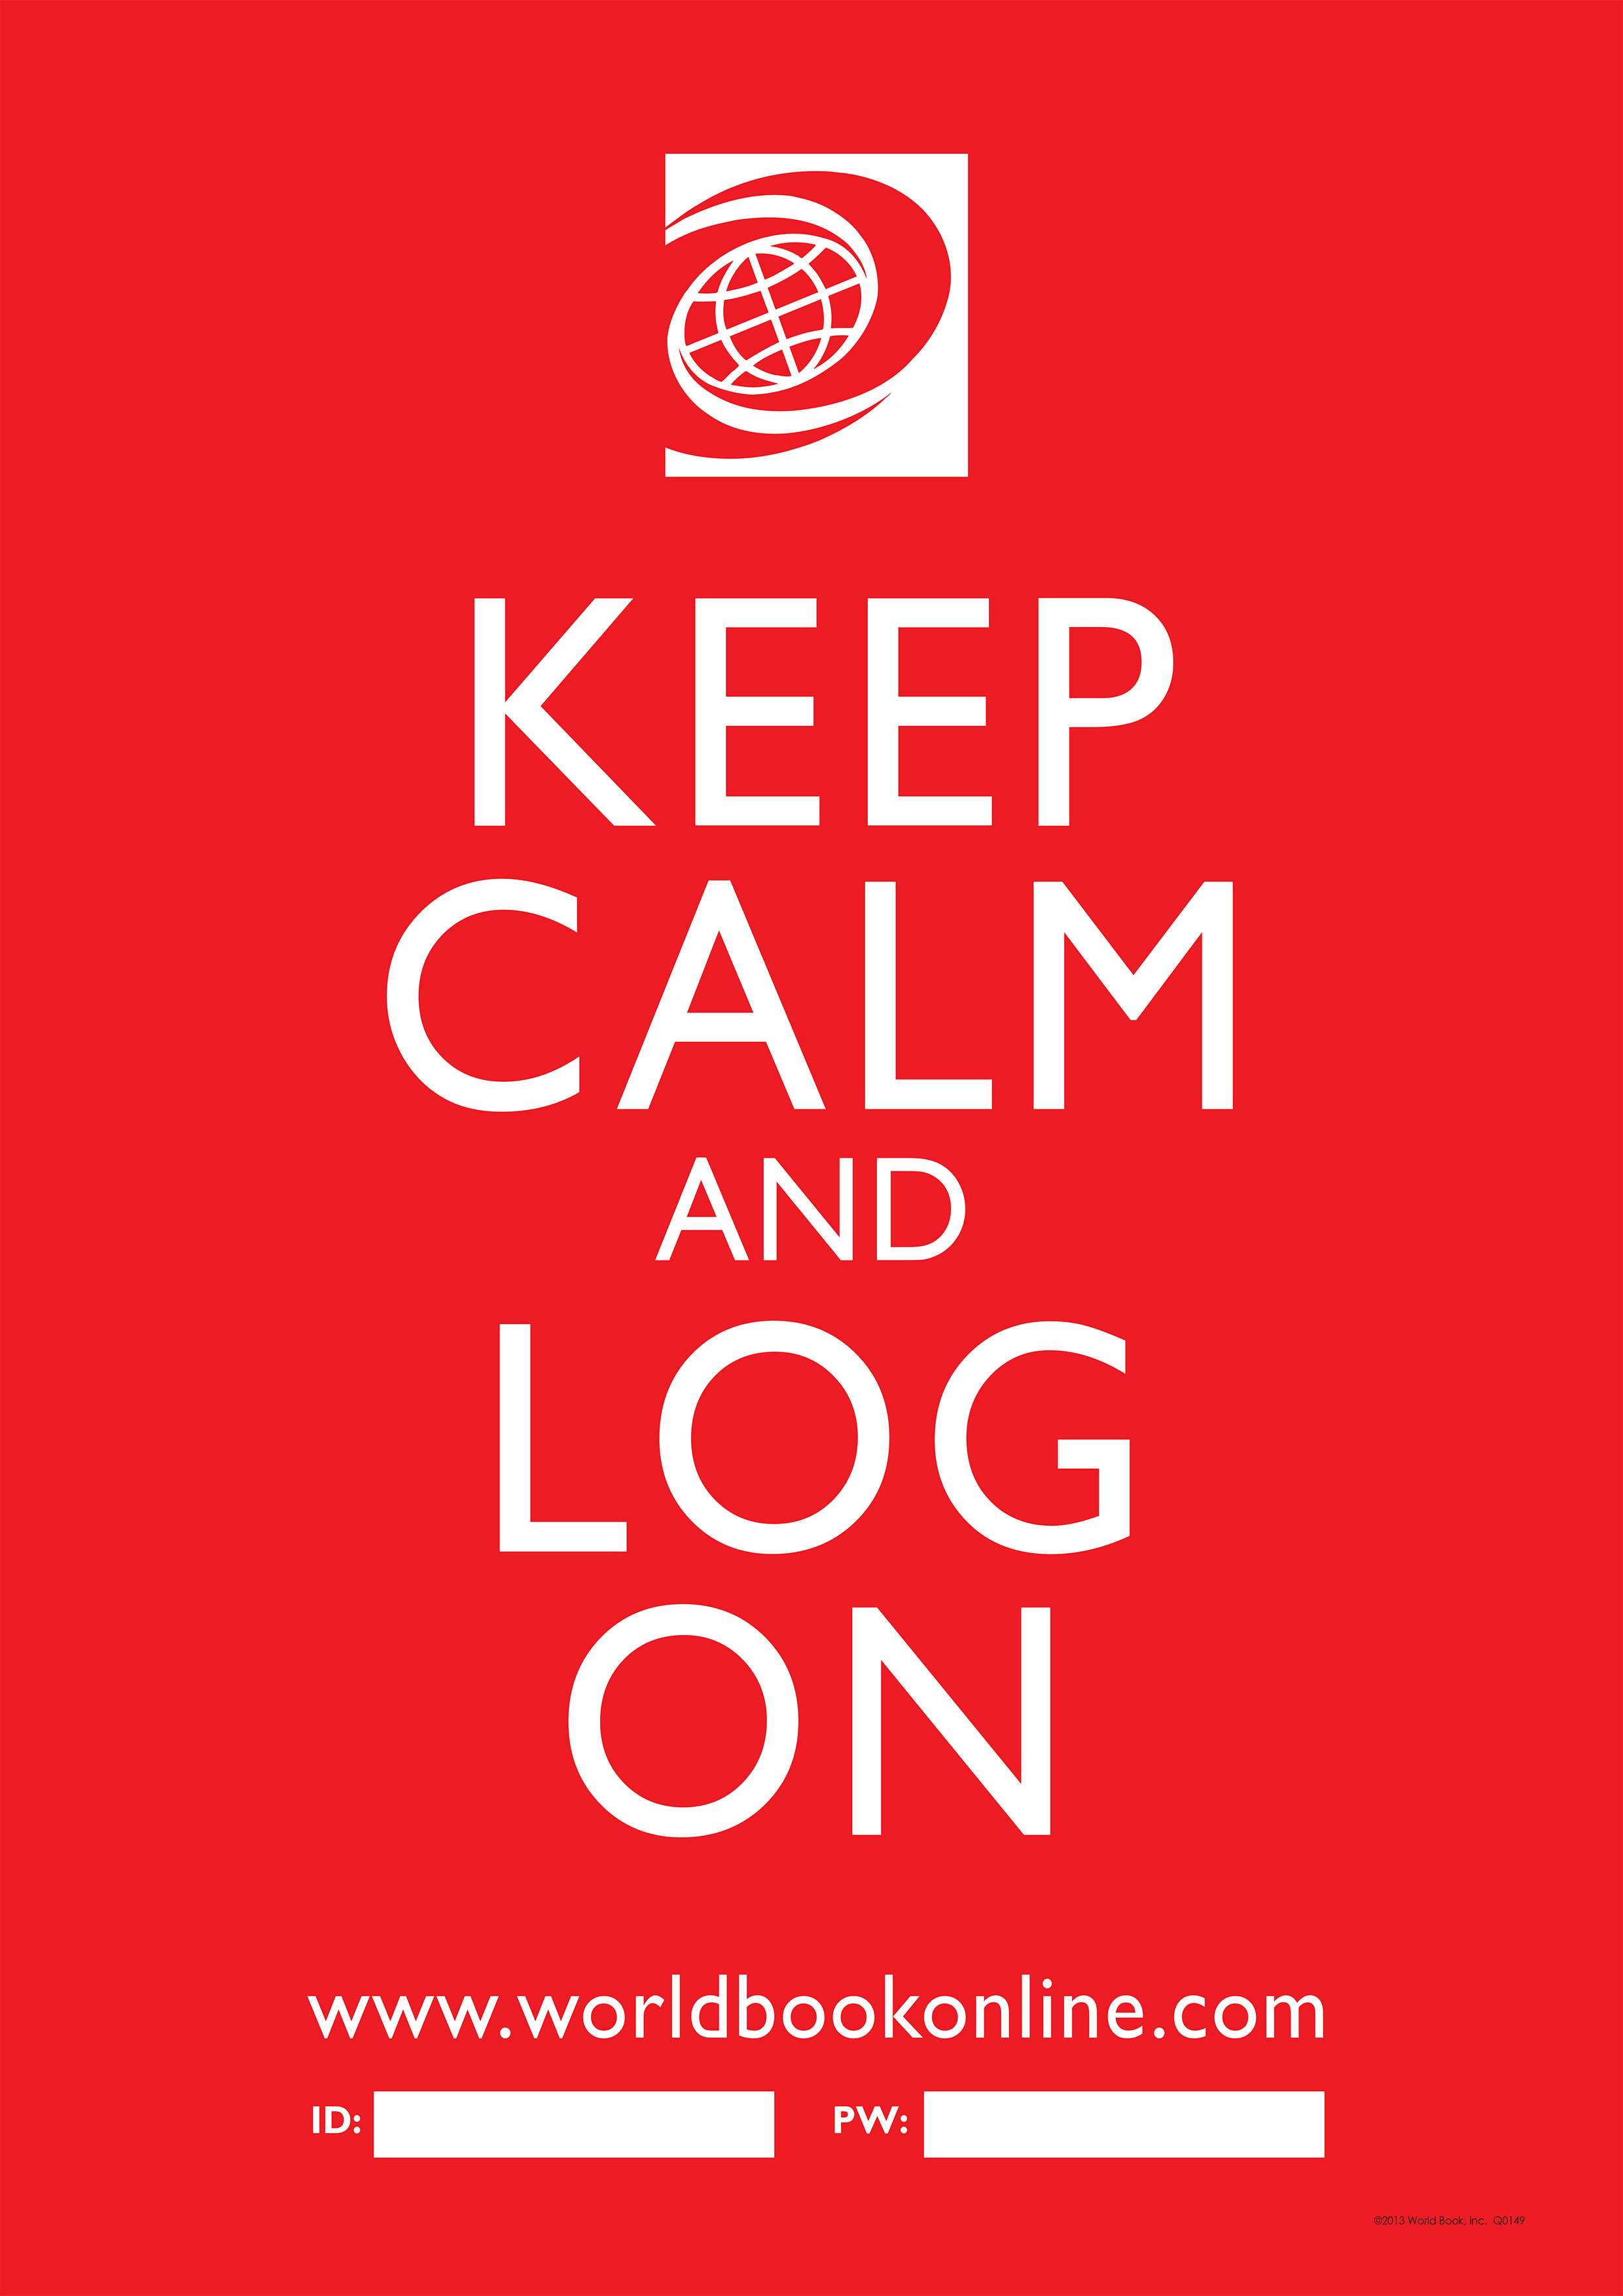 KEEP
CALM
AND
LOG
ON
www.worldbookonline.com
ID: PW:
©2013 World Book, Inc. Q0149